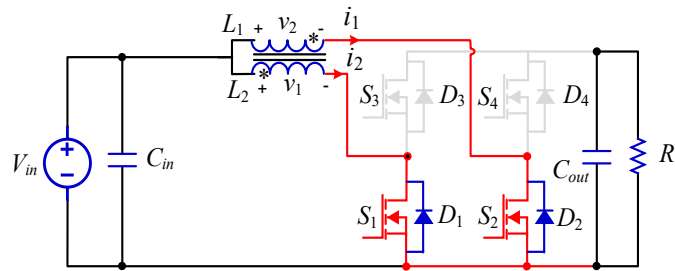 L1 + v2 - i1
* 
L2 * + v1 - i2
S3 D3 S4 D4
Vin + - Cin Cout R
S1 D1 S2 D2